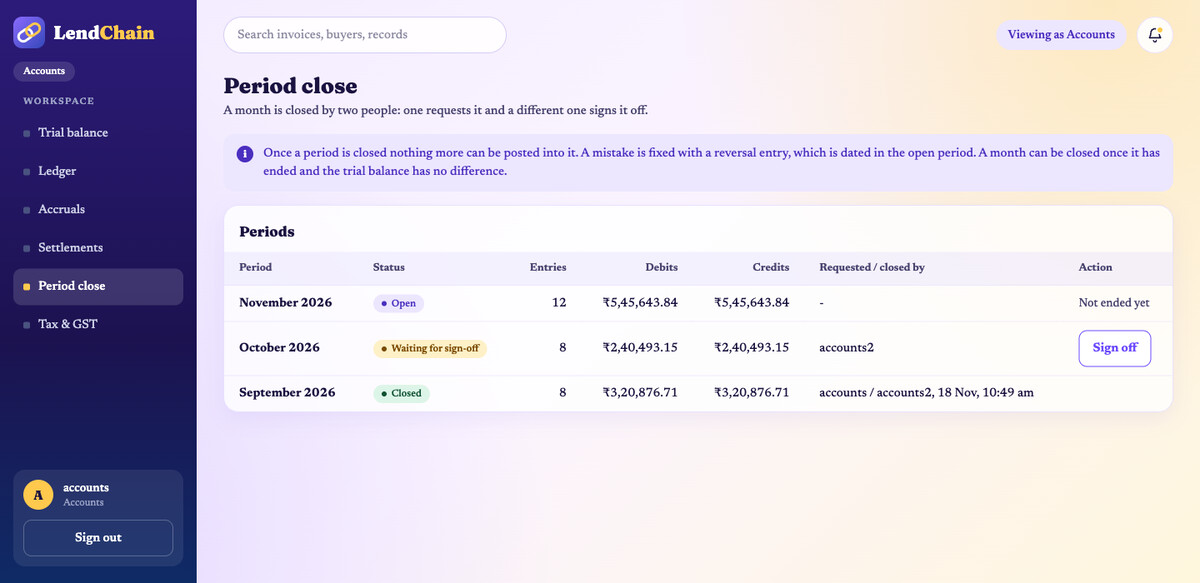 LendChain
Accounts
WORKSPACE
Trial balance
Ledger
Accruals
Settlements
Period close
Tax & GST
A
accounts
Accounts
Sign out
Search invoices, buyers, records
Viewing as Accounts
Period close
A month is closed by two people: one requests it and a different one signs it off.
i
Once a period is closed nothing more can be posted into it. A mistake is fixed with a reversal entry, which is dated in the open period. A month can be closed once it has
ended and the trial balance has no difference.
Periods
Period Status Entries Debits Credits Requested / closed by Action
November 2026 Open 12 ₹5,45,643.84 ₹5,45,643.84 - Not ended yet
October 2026 Waiting for sign-off 8 ₹2,40,493.15 ₹2,40,493.15 accounts2 Sign off
September 2026 Closed 8 ₹3,20,876.71 ₹3,20,876.71 accounts / accounts2, 18 Nov, 10:49 am